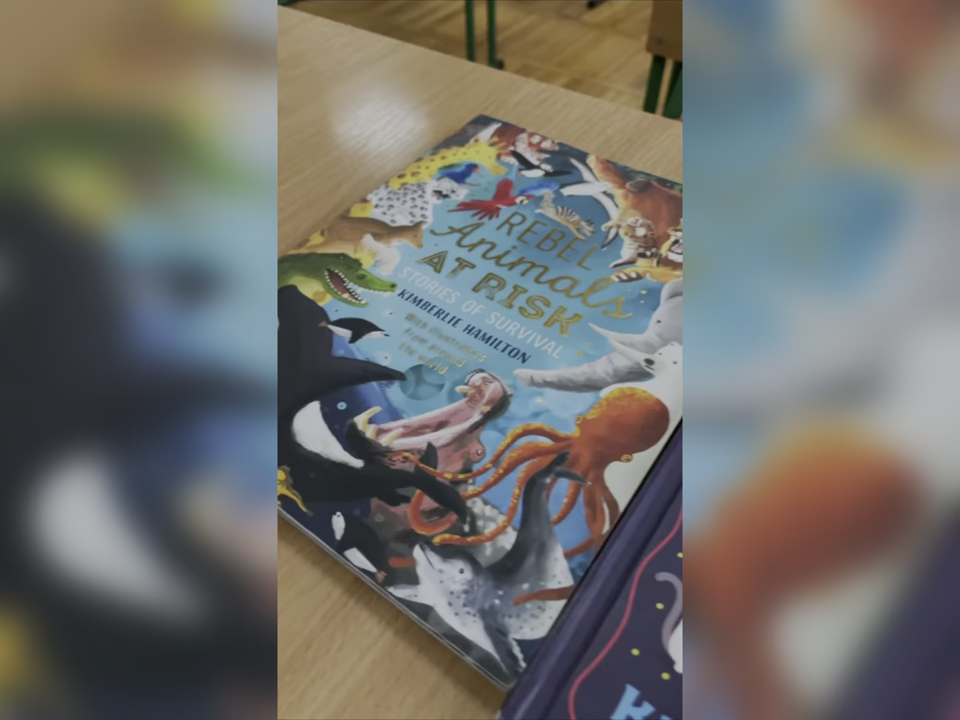 REBEL
Animals
AT RISK
STORIES OF SURVIVAL
KIMBERLIE HAMILTON
With illustrations
from around
the world